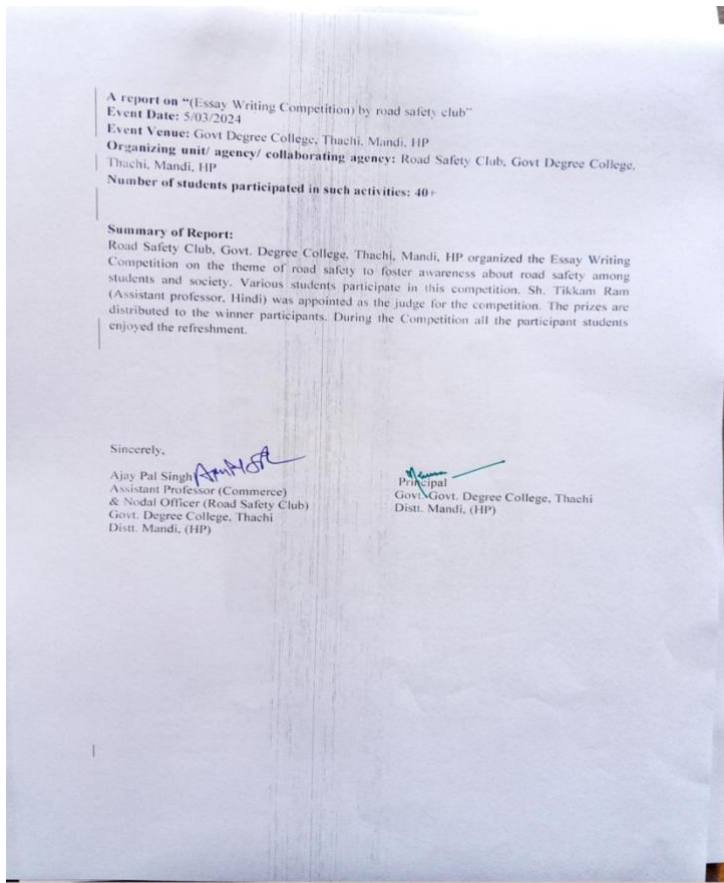 A report on “(Essay Writing Competition) by road safety club”
Event Date: 5/03/2024
Event Venue: Govt Degree College, Thachi, Mandi, HP
Organizing unit/ agency/ collaborating agency: Road Safety Club, Govt Degree College,
Thachi, Mandi, HP
Number of students participated in such activities: 40+
Summary of Report:
Road Safety Club, Govt. Degree College, Thachi, Mandi, HP organized the Essay Writing
Competition on the theme of road safety to foster awareness about road safety among
students and society. Various students participate in this competition. Sh. Tikkam Ram
(Assistant professor, Hindi) was appointed as the judge for the competition. The prizes are
distributed to the winner participants. During the Competition all the participant students
enjoyed the refreshment.
Sincerely,
Ajay Pal Singh
Assistant Professor (Commerce)
& Nodal Officer (Road Safety Club)
Govt. Degree College, Thachi
Distt. Mandi, (HP)
Principal
Govt. Govt. Degree College, Thachi
Distt. Mandi, (HP)